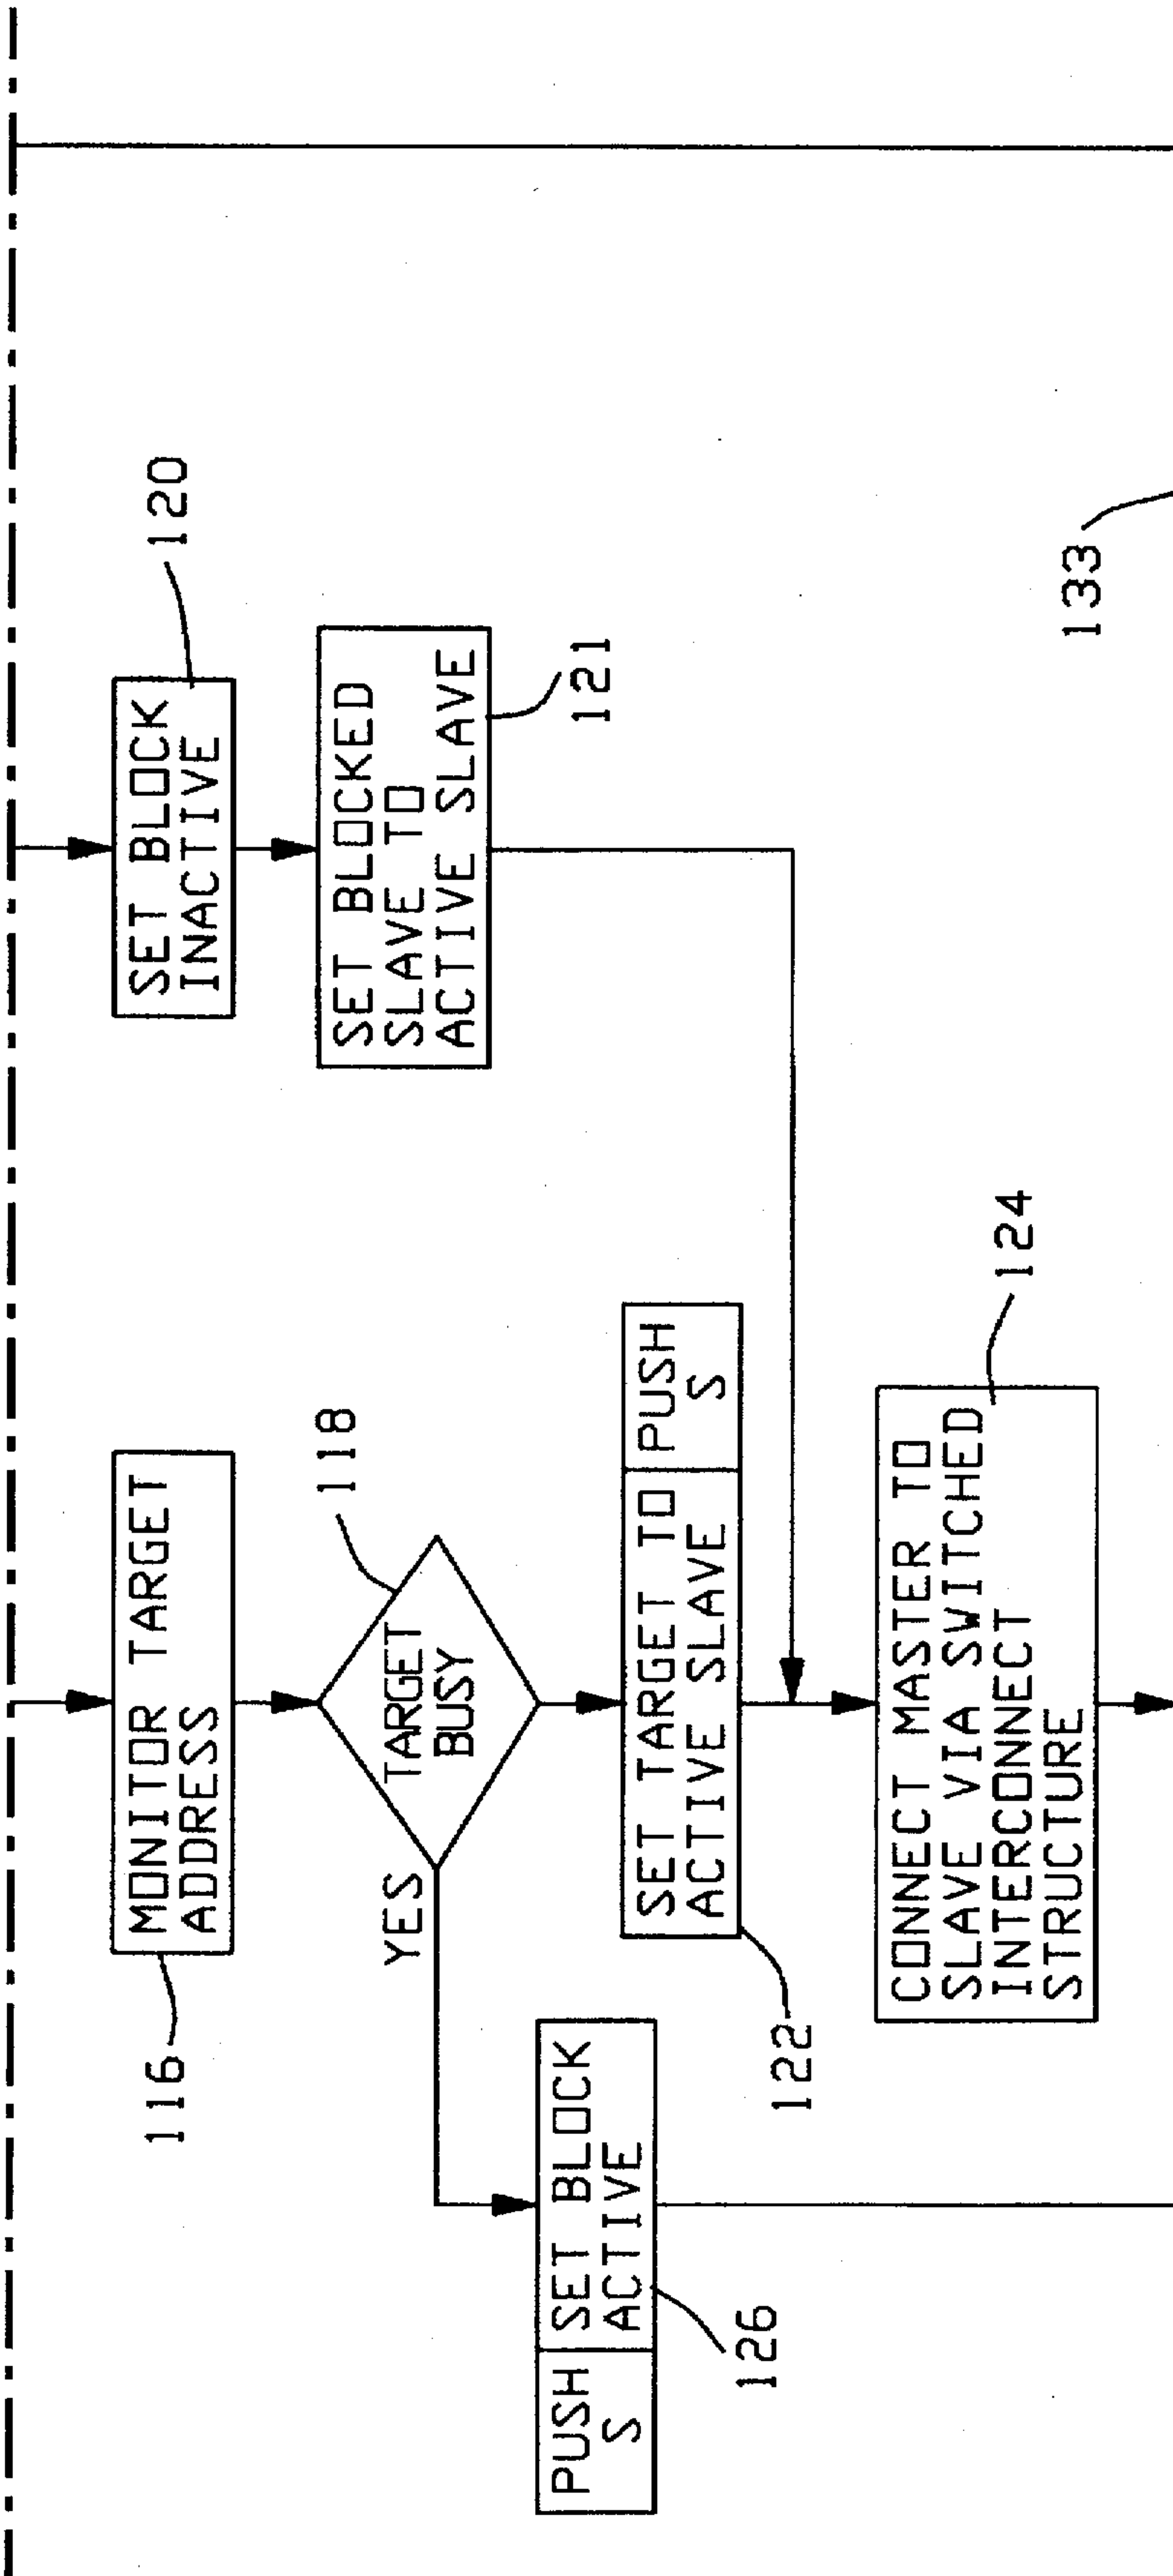 116
MONITOR TARGET
ADDRESS
SET BLOCK
INACTIVE
120
118
TARGET
BUSY
YES
SET BLOCKED
SLAVE TO
ACTIVE SLAVE
121
PUSH
S
SET BLOCK
ACTIVE
126
SET TARGET TO
ACTIVE SLAVE
PUSH
S
122
CONNECT MASTER TO
SLAVE VIA SWITCHED
INTERCONNECT
STRUCTURE
124
133